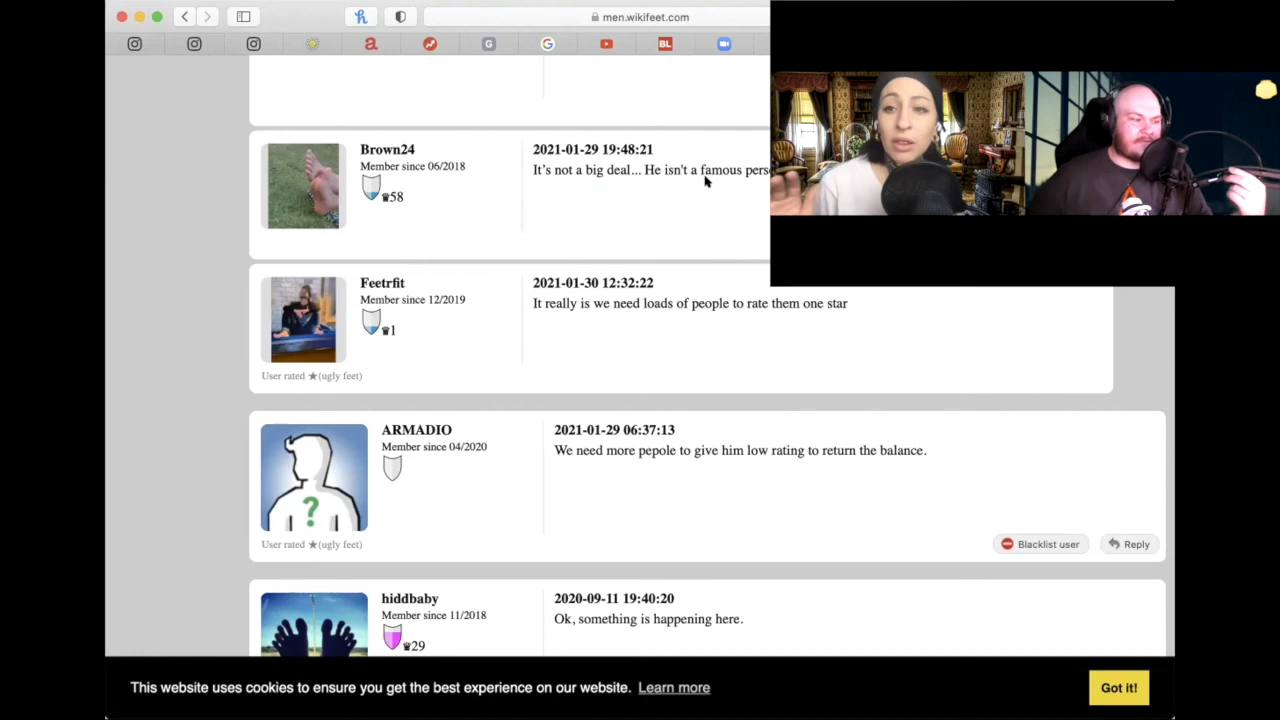 men.wikifeet.com
a
G
BL
Brown24
Member since 06/2018
58
2021-01-29 19:48:21
It's not a big deal... He isn't a famous
Feetrfit
Member since 12/2019
1
2021-01-30 12:32:22
It really is we need loads of people to rate them one star
User rated ★(ugly feet)
ARMADIO
Member since 04/2020
2021-01-29 06:37:13
We need more pepole to give him low rating to return the balance.
?
User rated ★(ugly feet)
Blacklist user
Reply
hiddbaby
Member since 11/2018
29
2020-09-11 19:40:20
Ok, something is happening here.
This website uses cookies to ensure you get the best experience on our website. Learn more
Got it!